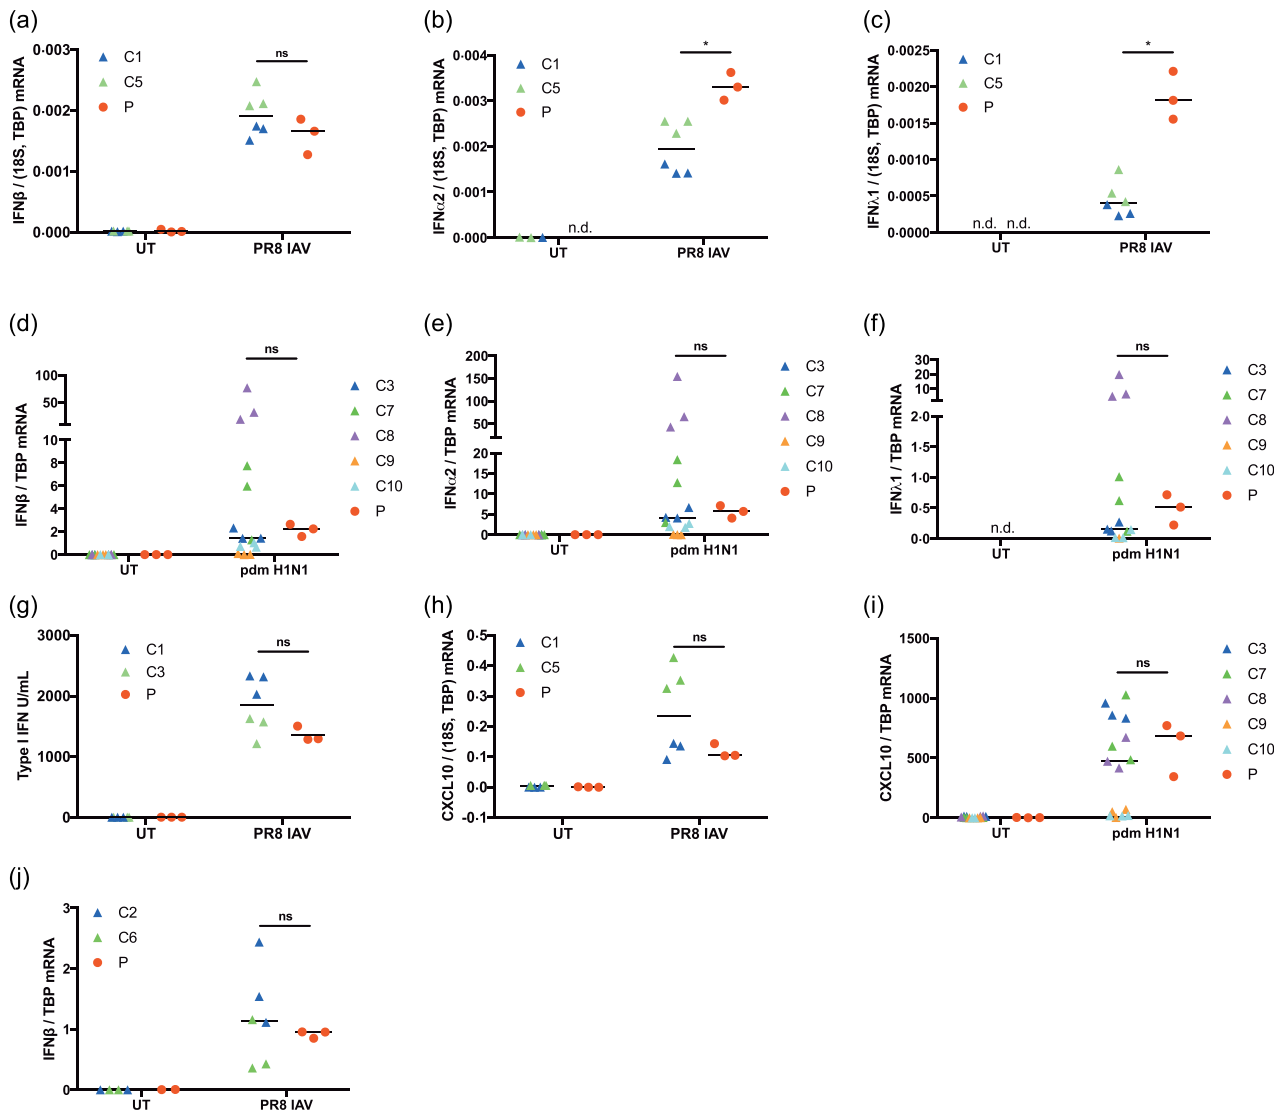 (a)
IFNβ / (18S, TBP) mRNA
0·003
0·002
0·001
0·000
C1
C5
P
ns
UT
PR8 IAV
(b)
IFNα2 / (18S, TBP) mRNA
0·004
0·003
0·002
0·001
0·000
C1
C5
P
*
n.d.
UT
PR8 IAV
(c)
IFNλ1 / (18S, TBP) mRNA
0·0025
0·0020
0·0015
0·0010
0·0005
0·0000
C1
C5
P
*
n.d. n.d.
UT
PR8 IAV
(d)
IFNβ / TBP mRNA
100
50
10
8
6
4
2
0
ns
C3
C7
C8
C9
C10
P
UT
pdm H1N1
(e)
IFNα2 / TBP mRNA
200
150
100
50
20
15
10
5
0
ns
C3
C7
C8
C9
C10
P
UT
pdm H1N1
(f)
IFNλ1 / TBP mRNA
30
20
10
2·0
1·5
1·0
0·5
0·0
n.d.
ns
C3
C7
C8
C9
C10
P
UT
pdm H1N1
(g)
Type I IFN U/mL
3000
2000
1000
0
C1
C3
P
ns
UT
PR8 IAV
(h)
CXCL10 / (18S, TBP) mRNA
0·5
0·4
0·3
0·2
0·1
0·0
-0·1
C1
C5
P
ns
UT
PR8 IAV
(i)
CXCL10 / TBP mRNA
1500
1000
500
0
ns
C3
C7
C8
C9
C10
P
UT
pdm H1N1
(j)
IFNβ / TBP mRNA
3
2
1
0
C2
C6
P
ns
UT
PR8 IAV